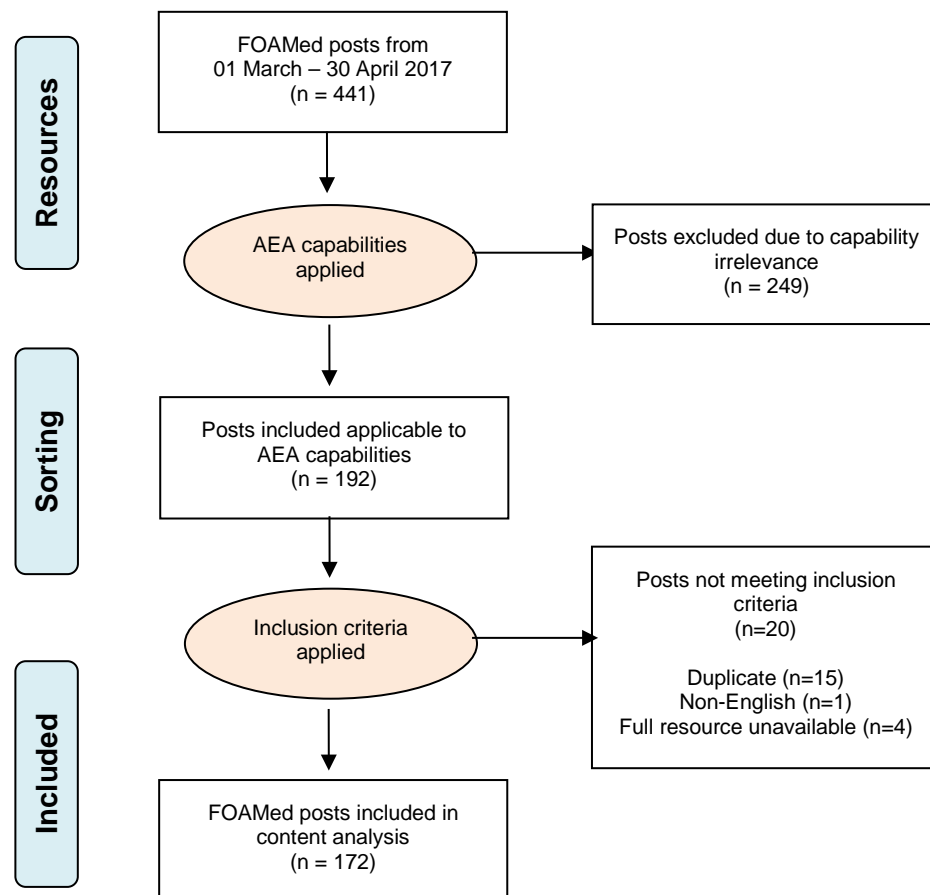 Resources
FOAMed posts from
01 March – 30 April 2017
(n = 441)
AEA capabilities
applied
Posts excluded due to capability
irrelevance
(n = 249)
Sorting
Posts included applicable to
AEA capabilities
(n = 192)
Inclusion criteria
applied
Posts not meeting inclusion
criteria
(n=20)
Duplicate (n=15)
Non-English (n=1)
Full resource unavailable (n=4)
Included
FOAMed posts included in
content analysis
(n = 172)